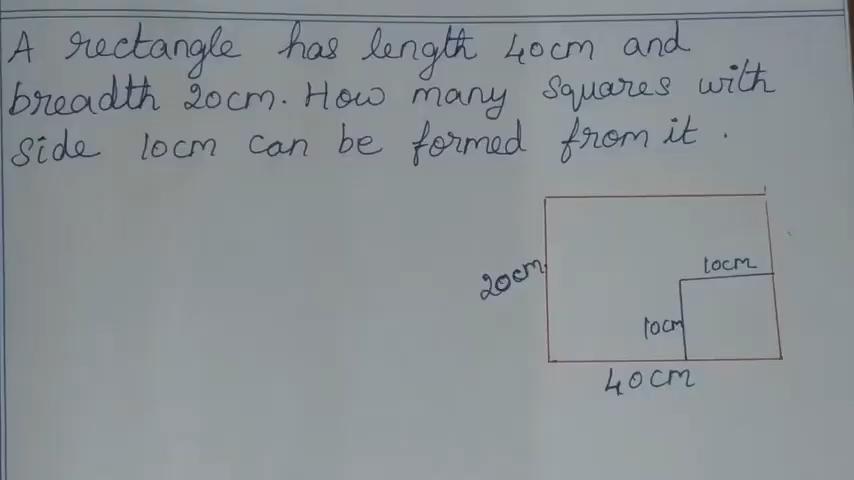 A rectangle has length 40cm and
breadth 20cm. How many squares with
side 10cm can be formed from it.
10cm
20cm
10cm
40cm